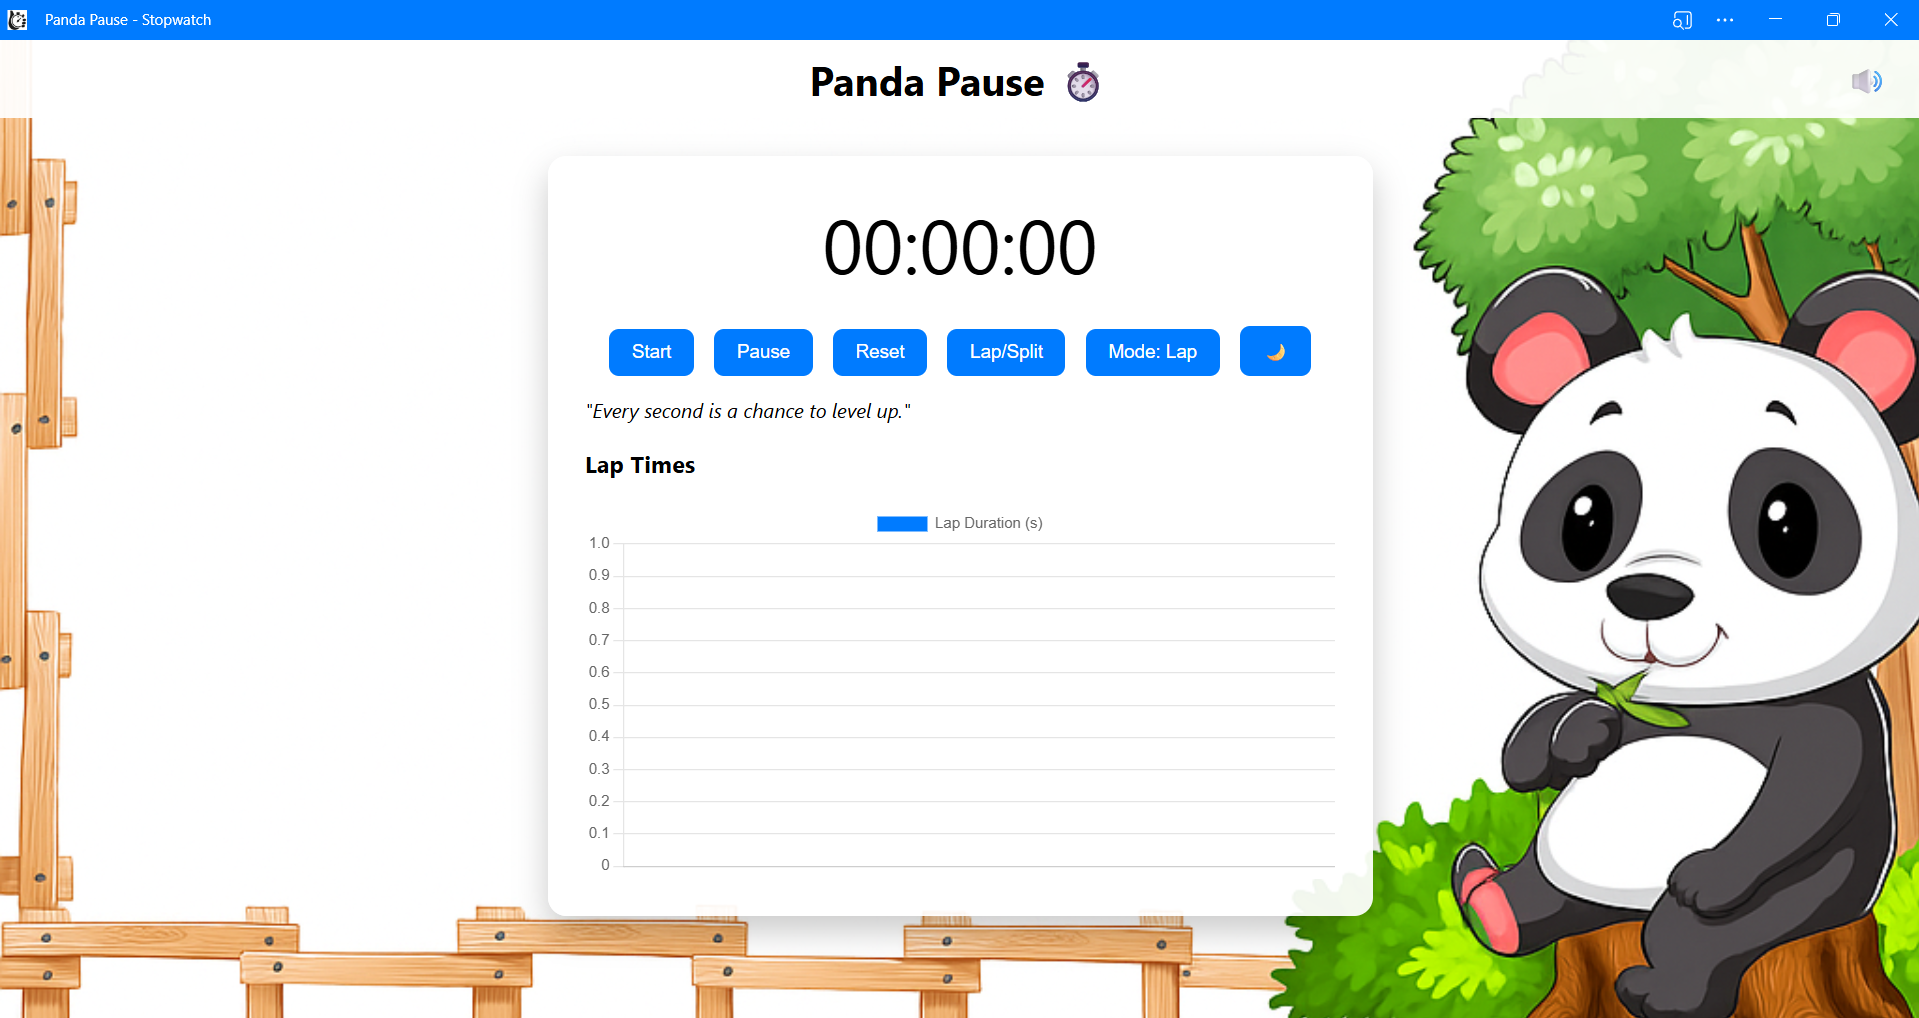 Panda Pause - Stopwatch
Panda Pause
00:00:00
Start Pause Reset Lap/Split Mode: Lap
"Every second is a chance to level up."
Lap Times
Lap Duration (s)
1.0
0.9
0.8
0.7
0.6
0.5
0.4
0.3
0.2
0.1
0